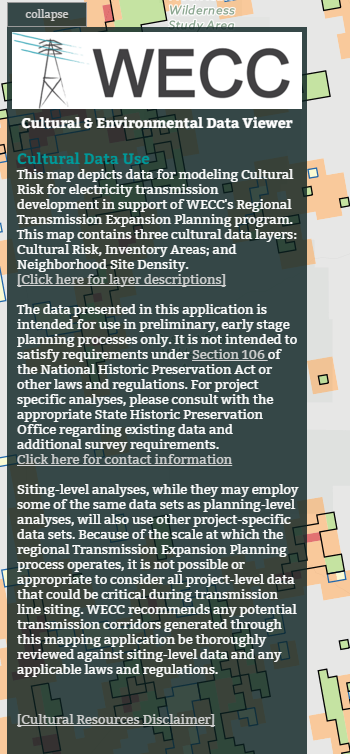 collapse
Wilderness
Study Area
WECC
Cultural & Environmental Data Viewer
Cultural Data Use
This map depicts data for modeling Cultural
Risk for electricity transmission
development in support of WECC's Regional
Transmission Expansion Planning program.
This map contains three cultural data layers:
Cultural Risk, Inventory Areas; and
Neighborhood Site Density.
[Click here for layer descriptions]
The data presented in this application is
intended for use in preliminary, early stage
planning processes only. It is not intended to
satisfy requirements under Section 106 of
the National Historic Preservation Act or
other laws and regulations. For project
specific analyses, please consult with the
appropriate State Historic Preservation
Office regarding existing data and
additional survey requirements.
Click here for contact information
Siting-level analyses, while they may employ
some of the same data sets as planning-level
analyses, will also use other project-specific
data sets. Because of the scale at which the
regional Transmission Expansion Planning
process operates, it is not possible or
appropriate to consider all project-level data
that could be critical during transmission
line siting. WECC recommends any potential
transmission corridors generated through
this mapping application be thoroughly
reviewed against siting-level data and any
applicable laws and regulations.
[Cultural Resources Disclaimer]